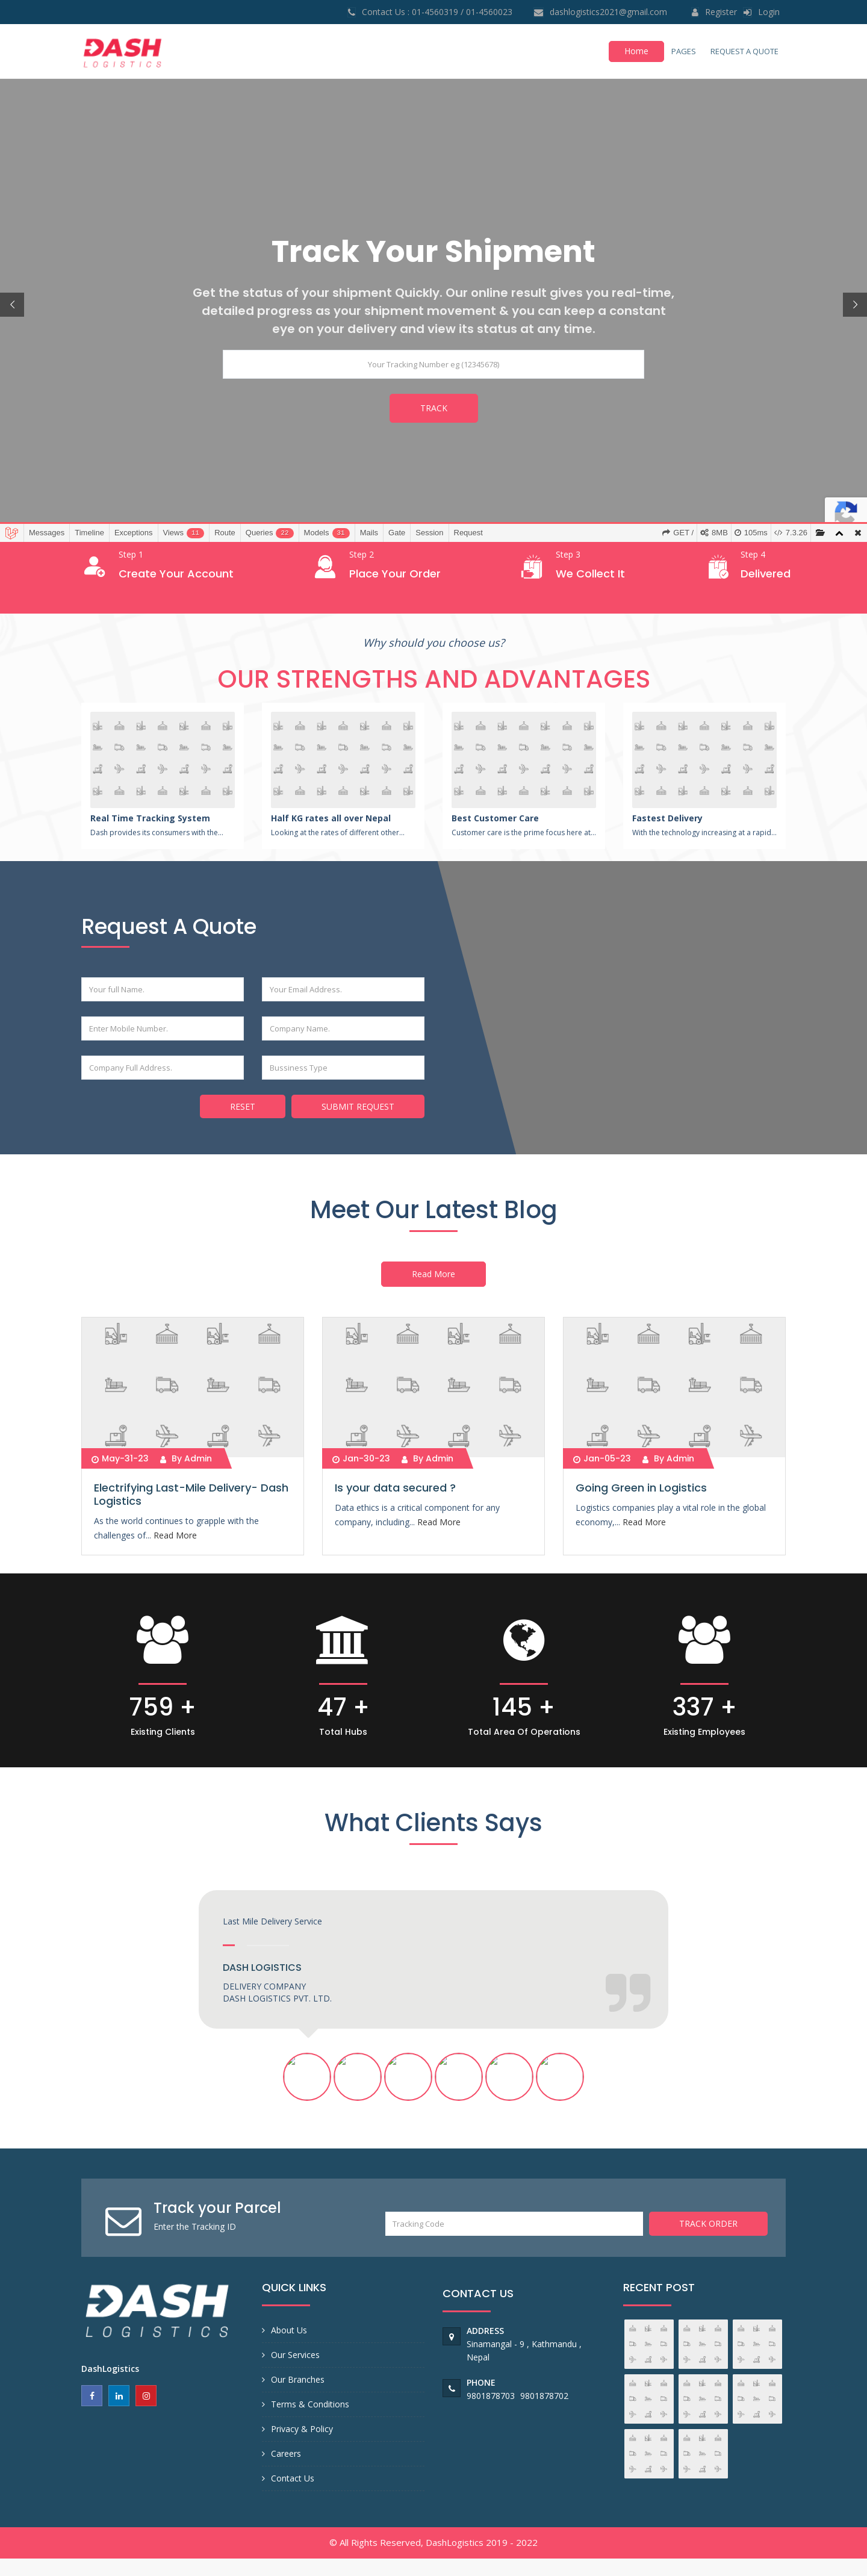 Contact Us : 01-4560319 / 01-4560023 dashlogistics2021@gmail.com Register Login
DASH
LOGISTICS
Home PAGES REQUEST A QUOTE
Track Your Shipment
Get the status of your shipment Quickly. Our online result gives you real-time,
detailed progress as your shipment movement & you can keep a constant
eye on your delivery and view its status at any time.
Your Tracking Number eg (12345678)
TRACK
Messages Timeline Exceptions Views 11 Route Queries 22 Models 31 Mails Gate Session Request GET / 8MB 105ms 7.3.26
Step 1
Create Your Account
Step 2
Place Your Order
Step 3
We Collect It
Step 4
Delivered
Why should you choose us?
OUR STRENGTHS AND ADVANTAGES
Real Time Tracking System
Dash provides its consumers with the...
Half KG rates all over Nepal
Looking at the rates of different other...
Best Customer Care
Customer care is the prime focus here at...
Fastest Delivery
With the technology increasing at a rapid...
Request A Quote
Your full Name. Your Email Address.
Enter Mobile Number. Company Name.
Company Full Address. Bussiness Type
RESET SUBMIT REQUEST
Meet Our Latest Blog
Read More
May-31-23 By Admin
Electrifying Last-Mile Delivery- Dash
Logistics
As the world continues to grapple with the
challenges of... Read More
Jan-30-23 By Admin
Is your data secured ?
Data ethics is a critical component for any
company, including... Read More
Jan-05-23 By Admin
Going Green in Logistics
Logistics companies play a vital role in the global
economy,... Read More
759 +
Existing Clients
47 +
Total Hubs
145 +
Total Area Of Operations
337 +
Existing Employees
What Clients Says
Last Mile Delivery Service
DASH LOGISTICS
DELIVERY COMPANY
DASH LOGISTICS PVT. LTD.
Track your Parcel
Enter the Tracking ID
Tracking Code
TRACK ORDER
DASH
LOGISTICS
DashLogistics
QUICK LINKS
About Us
Our Services
Our Branches
Terms & Conditions
Privacy & Policy
Careers
Contact Us
CONTACT US
ADDRESS
Sinamangal - 9 , Kathmandu ,
Nepal
PHONE
9801878703 9801878702
RECENT POST
© All Rights Reserved, DashLogistics 2019 - 2022